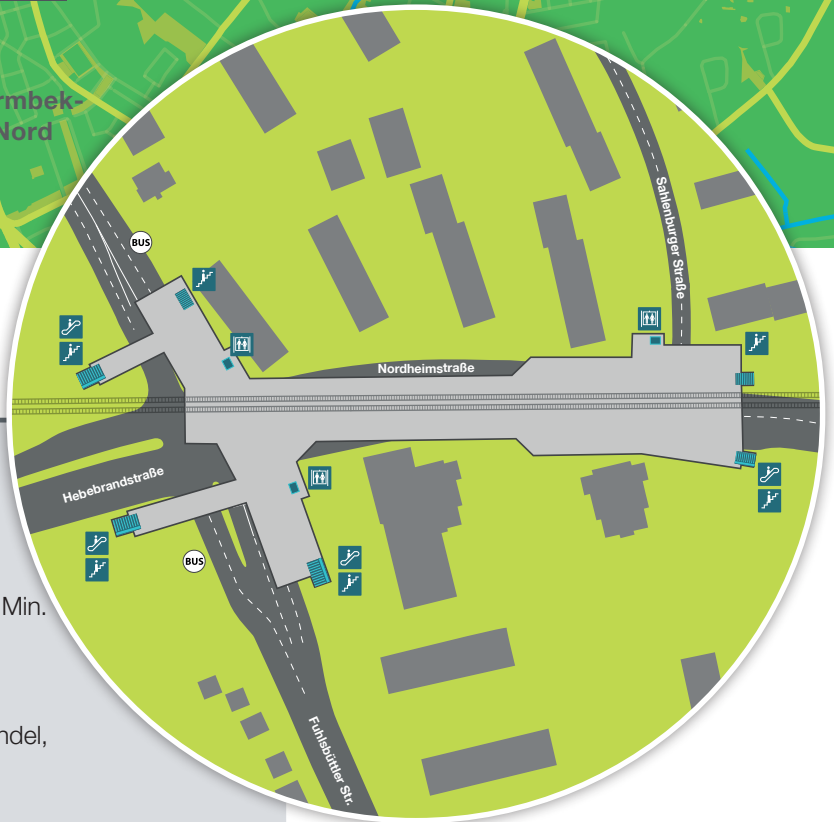 rmbek-
Nord
BUS
Sahlenburger Straße
Nordheimstraße
Hebebrandstraße
BUS
Min.
ndel,
Fuhlsbüttler Str.